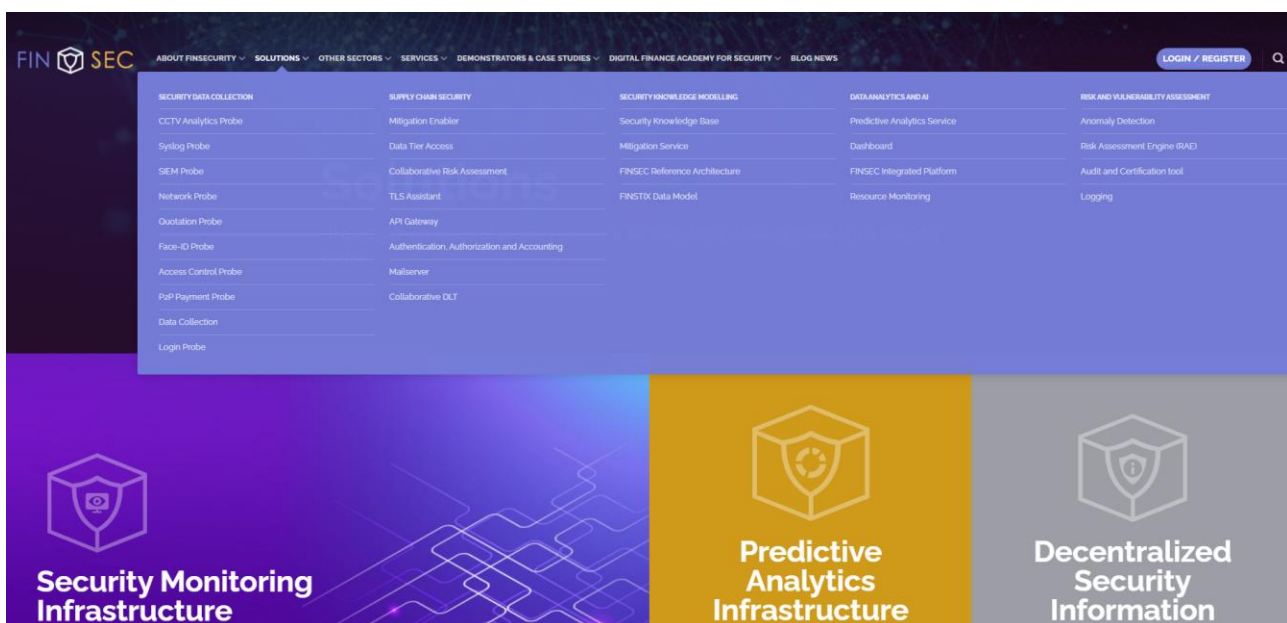 FIN SEC
ABOUT FINSECURITY
SOLUTIONS
OTHER SECTORS
SERVICES
DEMONSTRATORS & CASE STUDIES
DIGITAL FINANCE ACADEMY FOR SECURITY
BLOG NEWS
LOGIN / REGISTER
SECURITY DATA COLLECTION
CCTV Analytics Probe
Syslog Probe
SIEM Probe
Network Probe
Quotation Probe
Face-ID Probe
Access Control Probe
P2P Payment Probe
Data Collection
Login Probe
SUPPLY CHAIN SECURITY
Mitigation Enabler
Data Tier Access
Collaborative Risk Assessment
TLS Assistant
API Gateway
Authentication, Authorization and Accounting
Mailserver
Collaborative DLT
SECURITY KNOWLEDGE MODELLING
Security Knowledge Base
Mitigation Service
FINSEC Reference Architecture
FINSTIX Data Model
DATA ANALYTICS AND AI
Predictive Analytics Service
Dashboard
FINSEC Integrated Platform
Resource Monitoring
RISK AND VULNERABILITY ASSESSMENT
Anomaly Detection
Risk Assessment Engine (RAE)
Audit and Certification tool
Logging
Solutions
Security Monitoring
Infrastructure
Predictive
Analytics
Infrastructure
Decentralized
Security
Information